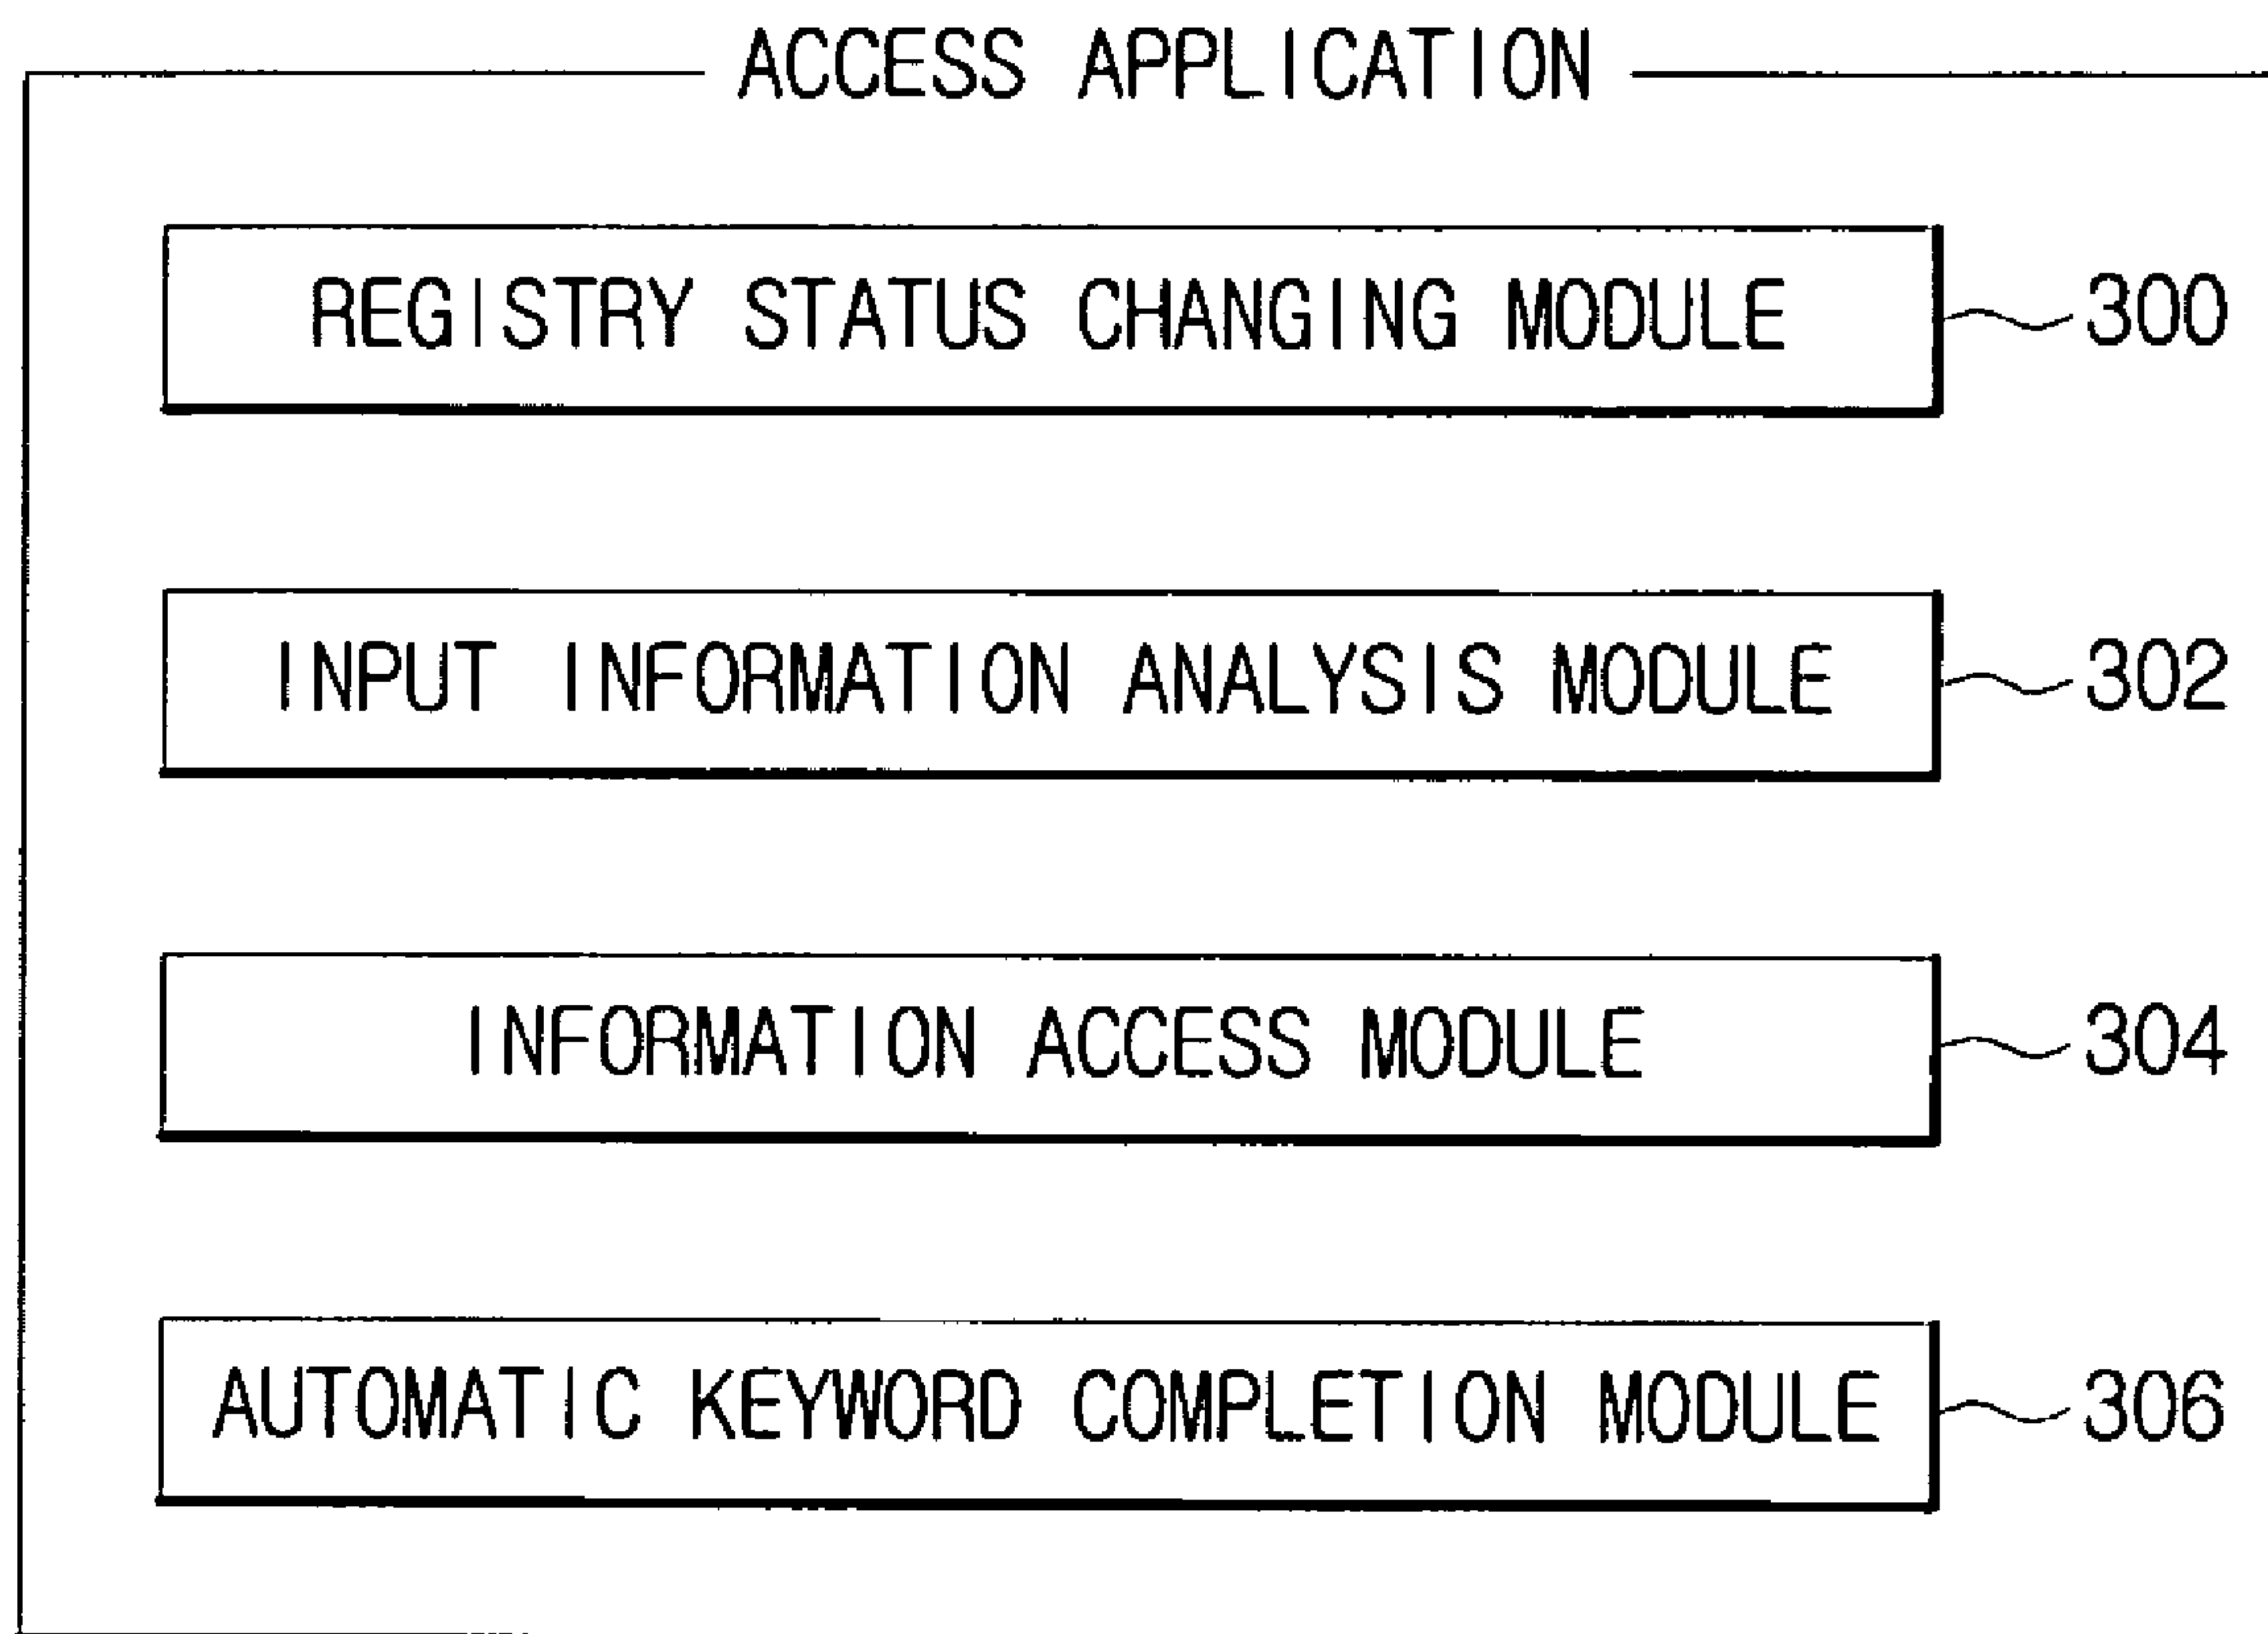 ACCESS APPLICATION
REGISTRY STATUS CHANGING MODULE
300
INPUT INFORMATION ANALYSIS MODULE
302
INFORMATION ACCESS MODULE
304
AUTOMATIC KEYWORD COMPLETION MODULE
306